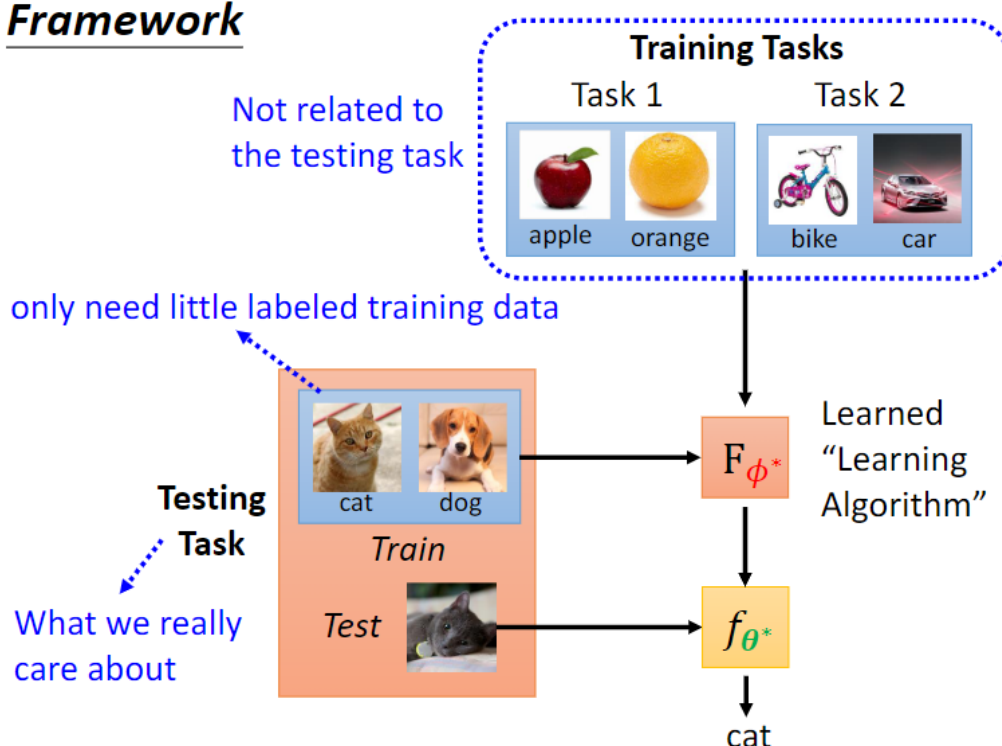 Framework
Training Tasks
Task 1
Task 2
Not related to
the testing task
apple
orange
bike
car
only need little labeled training data
cat
dog
Train
Testing
Task
Test
What we really
care about
F𝜙*
Learned
“Learning
Algorithm”
f𝜽*
cat